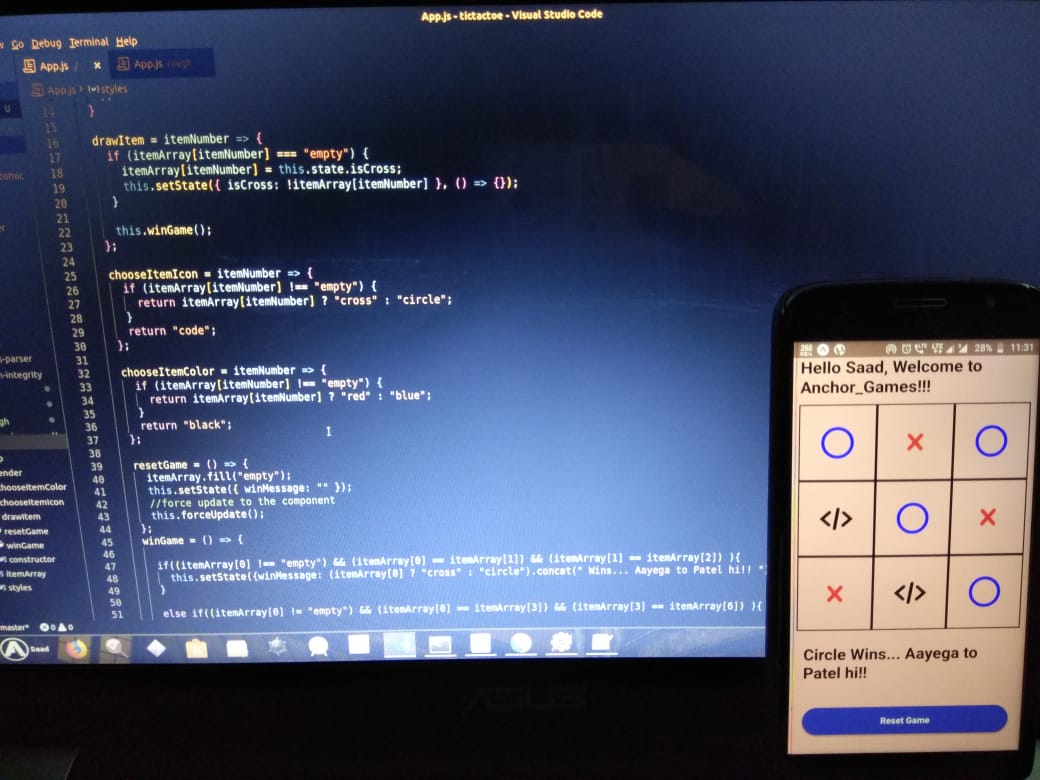 App.js - tictactoe - Visual Studio Code
Go Debug Terminal Help
App.js / ×
App.js rough
App.js › styles
U
14 }
15
16 drawItem = itemNumber => {
17 if (itemArray[itemNumber] === "empty") {
18 itemArray[itemNumber] = this.state.isCross;
19 this.setState({ isCross: !itemArray[itemNumber] }, () => {});
20 }
21
22 this.winGame();
23 };
24
25 chooseItemIcon = itemNumber => {
26 if (itemArray[itemNumber] !== "empty") {
27 return itemArray[itemNumber] ? "cross" : "circle";
28 }
29 return "code";
30 };
31
32 chooseItemColor = itemNumber => {
33 if (itemArray[itemNumber] !== "empty") {
34 return itemArray[itemNumber] ? "red" : "blue";
35 }
36 return "black";
37 };
38
39 resetGame = () => {
40 itemArray.fill("empty");
41 this.setState({ winMessage: "" });
42 //force update to the component
43 this.forceUpdate();
44 };
45 winGame = () => {
46
47 if((itemArray[0] !== "empty") && (itemArray[0] == itemArray[1]) && (itemArray[1] == itemArray[2]) ){
48 this.setState({winMessage: (itemArray[0] ? "cross" : "circle").concat(" Wins... Aayega to Patel hi!! "
49 }
50
51 else if((itemArray[0] != "empty") && (itemArray[0] == itemArray[3]) && (itemArray[3] == itemArray[6]) ){
s-parser
n-integrity
gh
ender
chooseItemColor
chooseItemIcon
drawItem
resetGame
winGame
constructor
itemArray
styles
master* 0 0
Saad
ASUS
LTE LTE 28% 11:31
Hello Saad, Welcome to
Anchor_Games!!!
</>
</>
Circle Wins... Aayega to
Patel hi!!
Reset Game